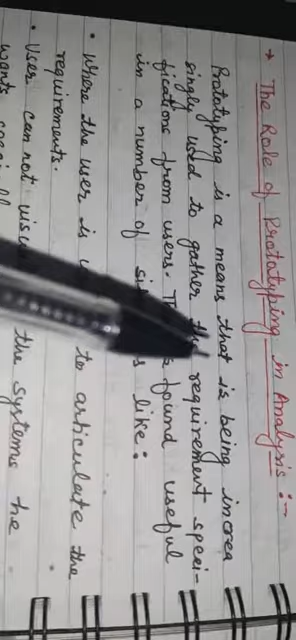 → The Role of Prototyping in Analysis :-
Prototyping is a means that is being increa
singly used to gather requirement speci-
fications from users. found useful
in a number of like:
• Where the user is to articulate the
requirements.
• User can not the systems he
wants